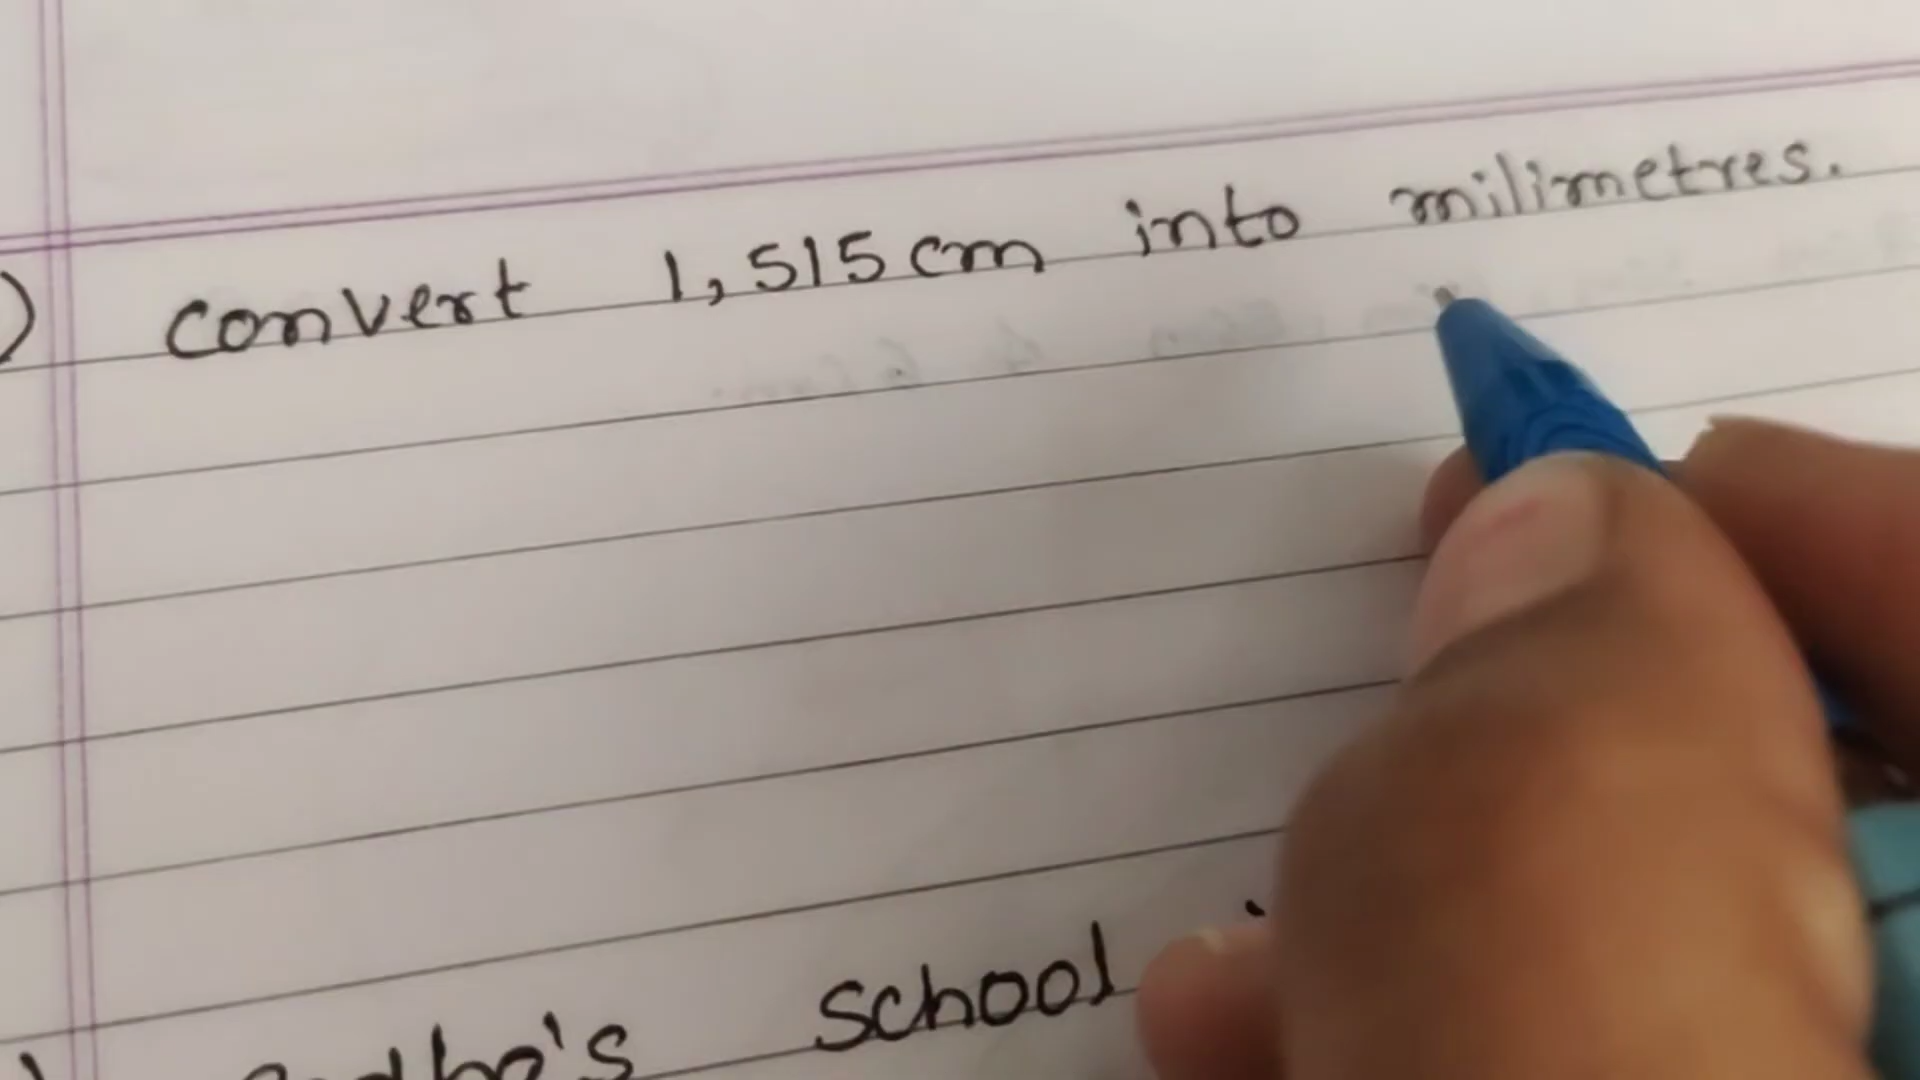 ) convert 1,515 cm into milimetres.
school